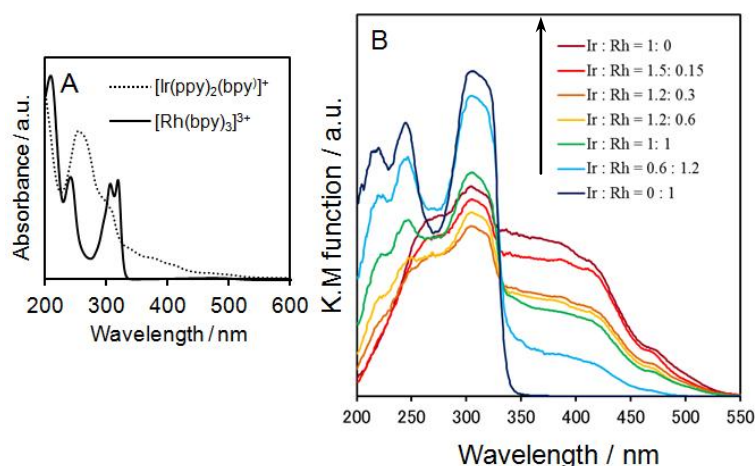 A
[Ir(ppy)₂(bpy⁾]⁺
[Rh(bpy)₃]³⁺
Absorbance / a.u.
200 300 400 500 600
Wavelength / nm
B
Ir : Rh = 1: 0
Ir : Rh = 1.5: 0.15
Ir : Rh = 1.2: 0.3
Ir : Rh = 1.2: 0.6
Ir : Rh = 1: 1
Ir : Rh = 0.6 : 1.2
Ir : Rh = 0 : 1
K.M function / a.u.
200 250 300 350 400 450 500 550
Wavelength / nm